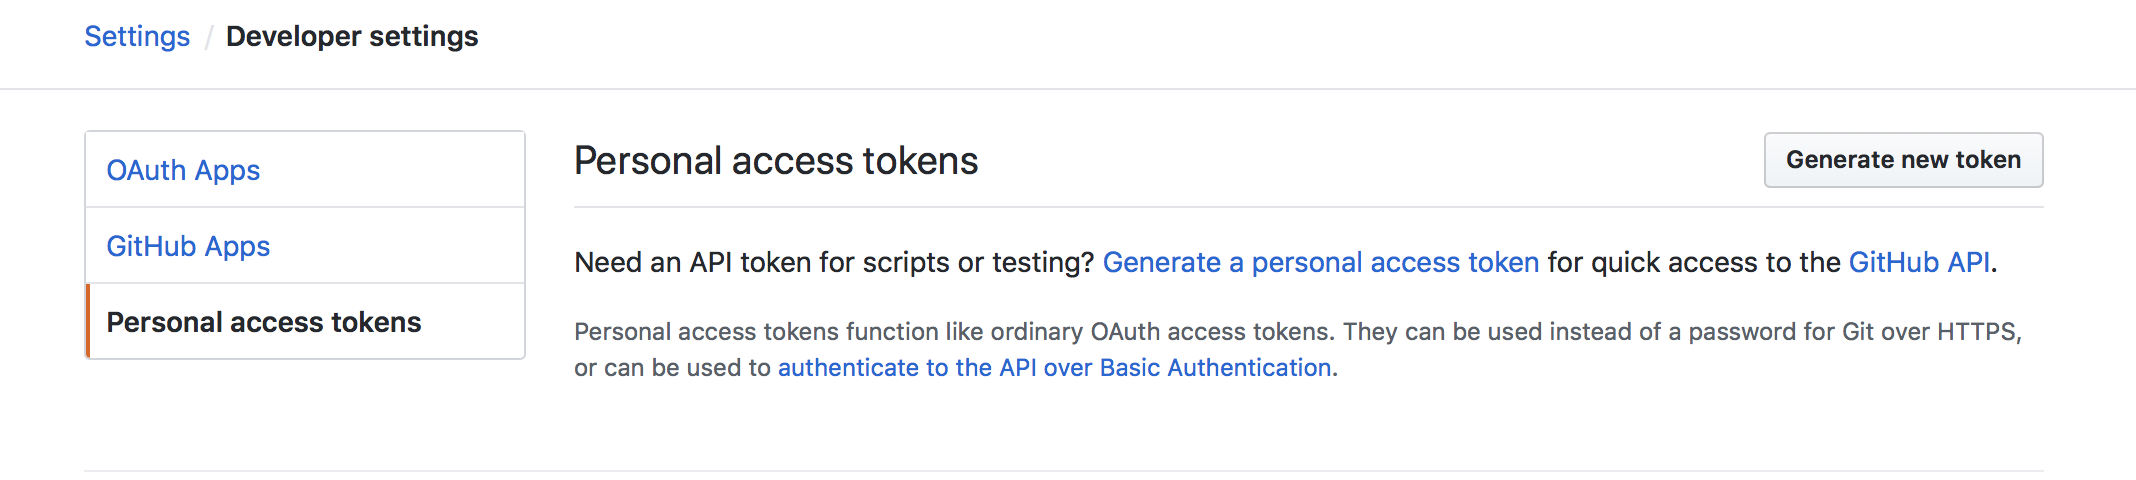 Settings / Developer settings
OAuth Apps
GitHub Apps
Personal access tokens
Personal access tokens
Generate new token
Need an API token for scripts or testing? Generate a personal access token for quick access to the GitHub API.
Personal access tokens function like ordinary OAuth access tokens. They can be used instead of a password for Git over HTTPS,
or can be used to authenticate to the API over Basic Authentication.